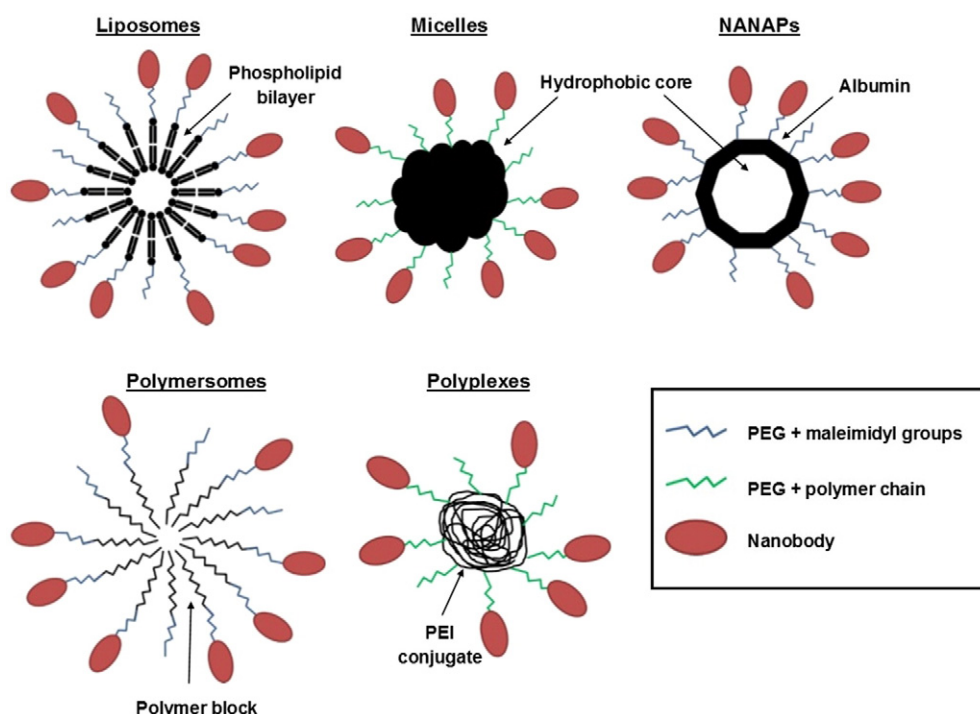 Liposomes
Micelles
NANAPs
Phospholipid
bilayer
Hydrophobic core
Albumin
Polymersomes
Polyplexes
PEG + maleimidyl groups
PEG + polymer chain
Nanobody
PEI
conjugate
Polymer block